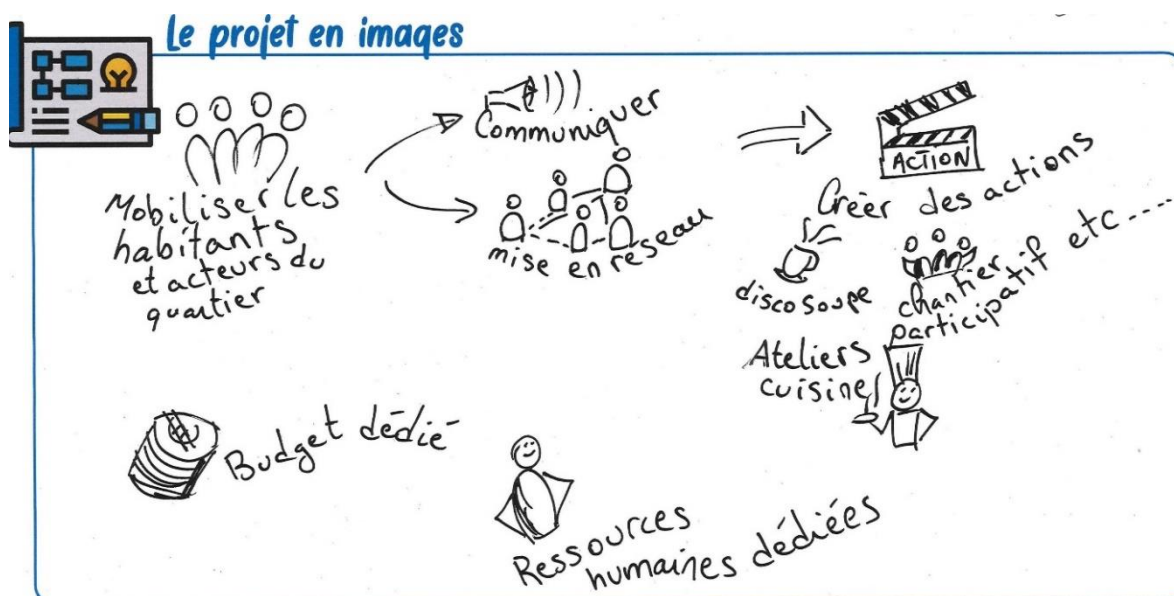 Le projet en images
Mobiliser les
habitants
et acteurs du
quartier
Communiquer
mise en réseau
ACTION
Créer des actions
disco soupe
chantier
participatif etc....
Ateliers
cuisine
Budget dédié
Ressources
humaines dédiées